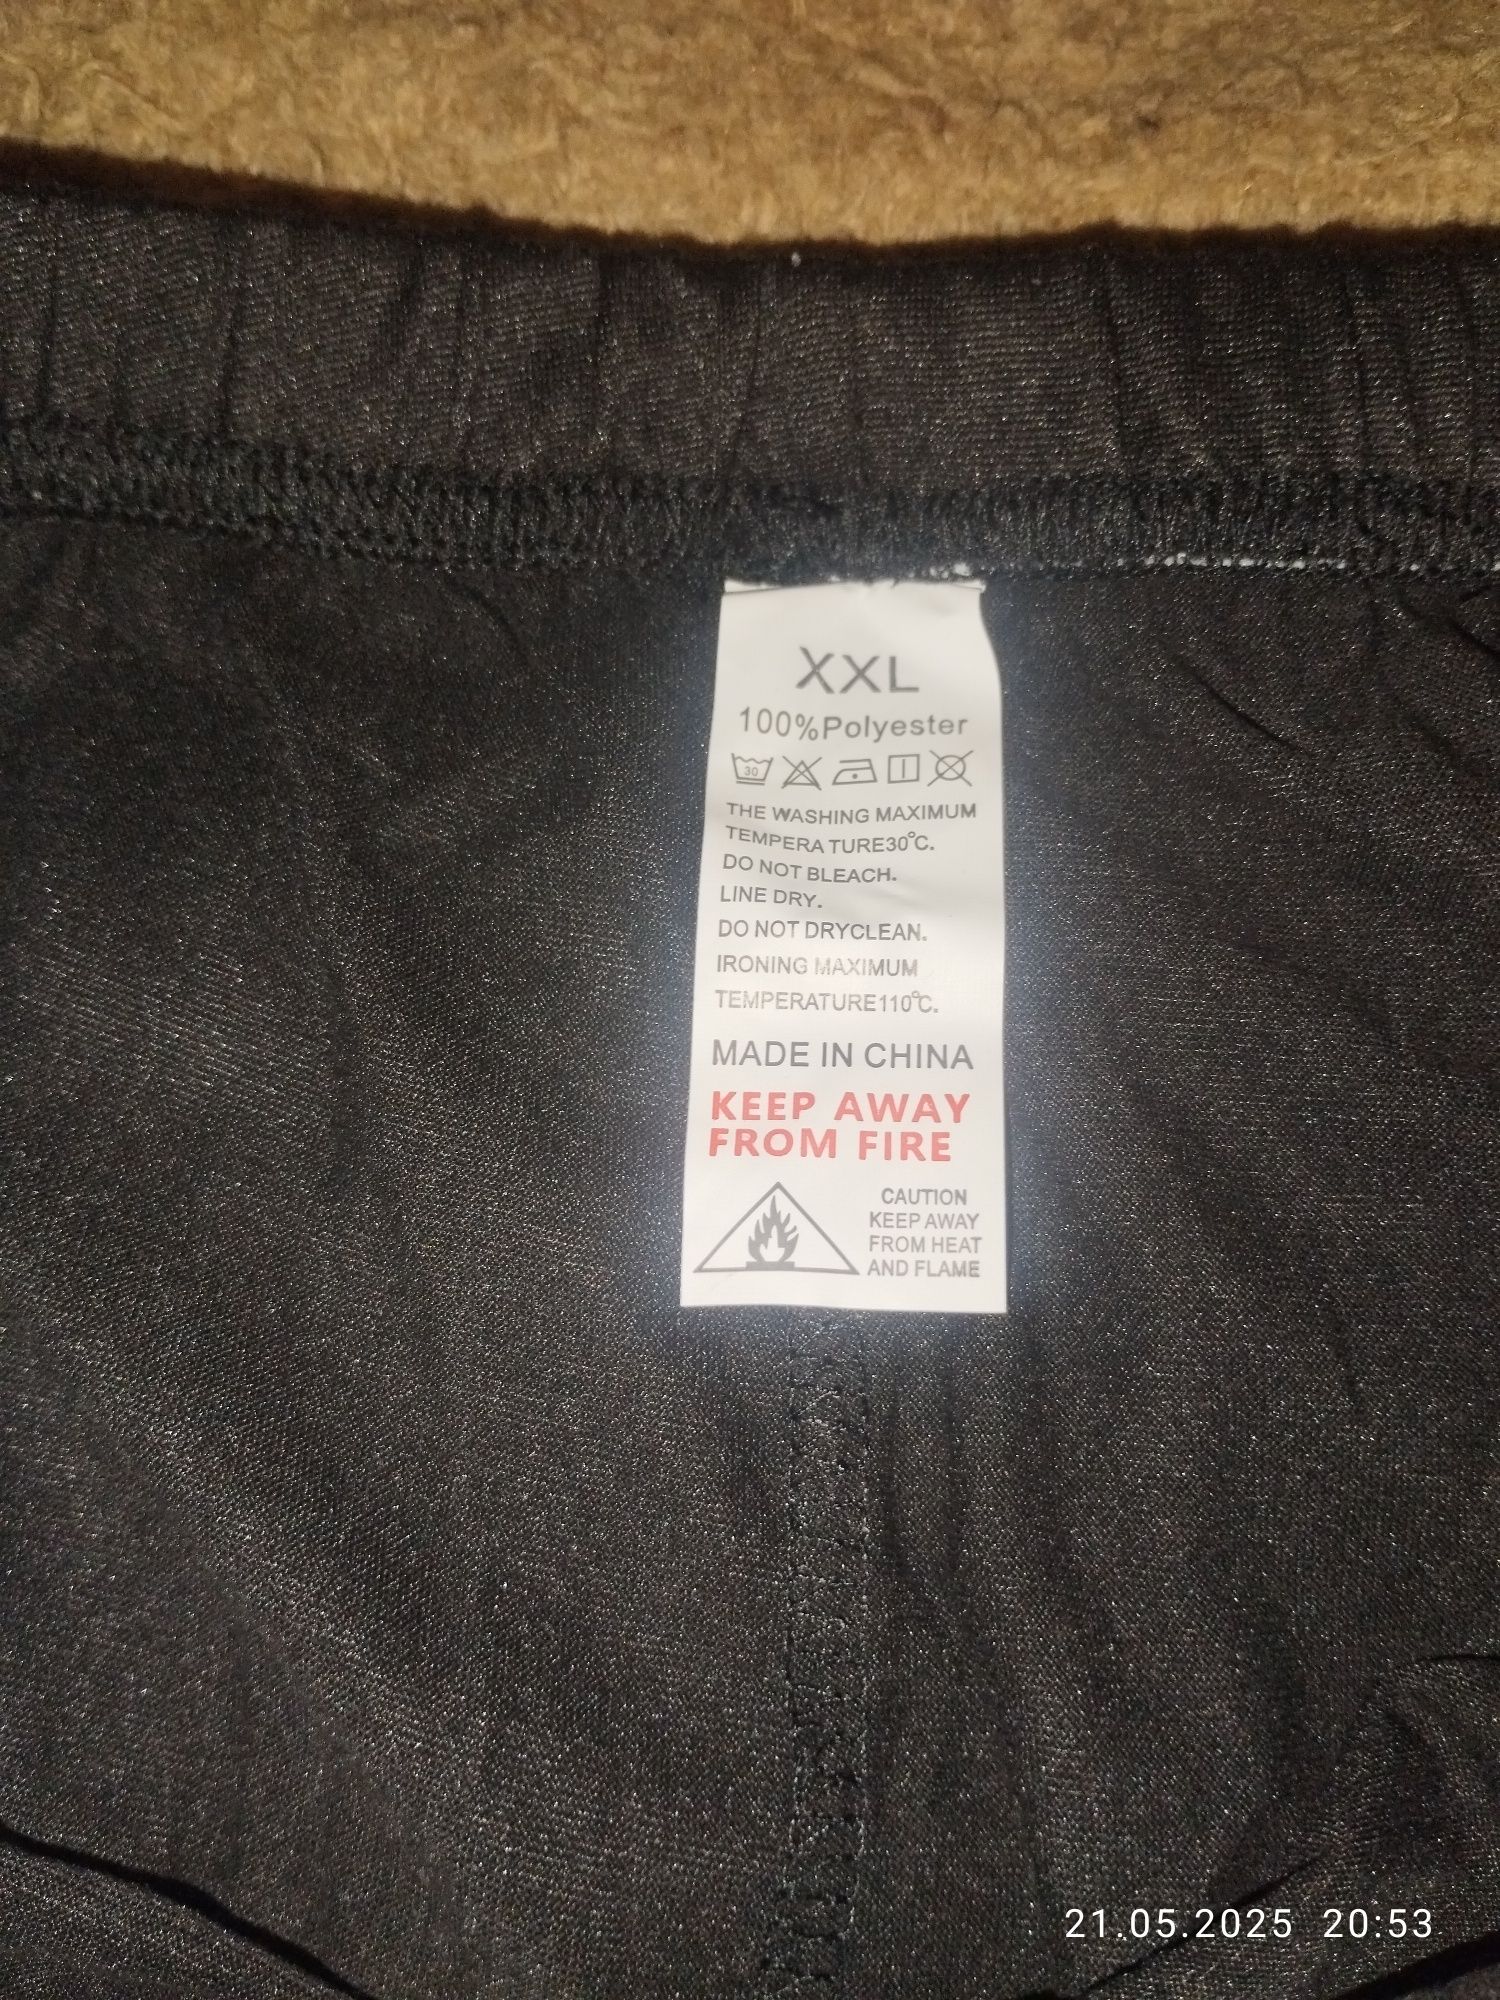 XXL
100%Polyester
30
THE WASHING MAXIMUM
TEMPERA TURE30℃.
DO NOT BLEACH.
LINE DRY.
DO NOT DRYCLEAN.
IRONING MAXIMUM
TEMPERATURE110℃.
MADE IN CHINA
KEEP AWAY
FROM FIRE
CAUTION
KEEP AWAY
FROM HEAT
AND FLAME
21.05.2025 20:53